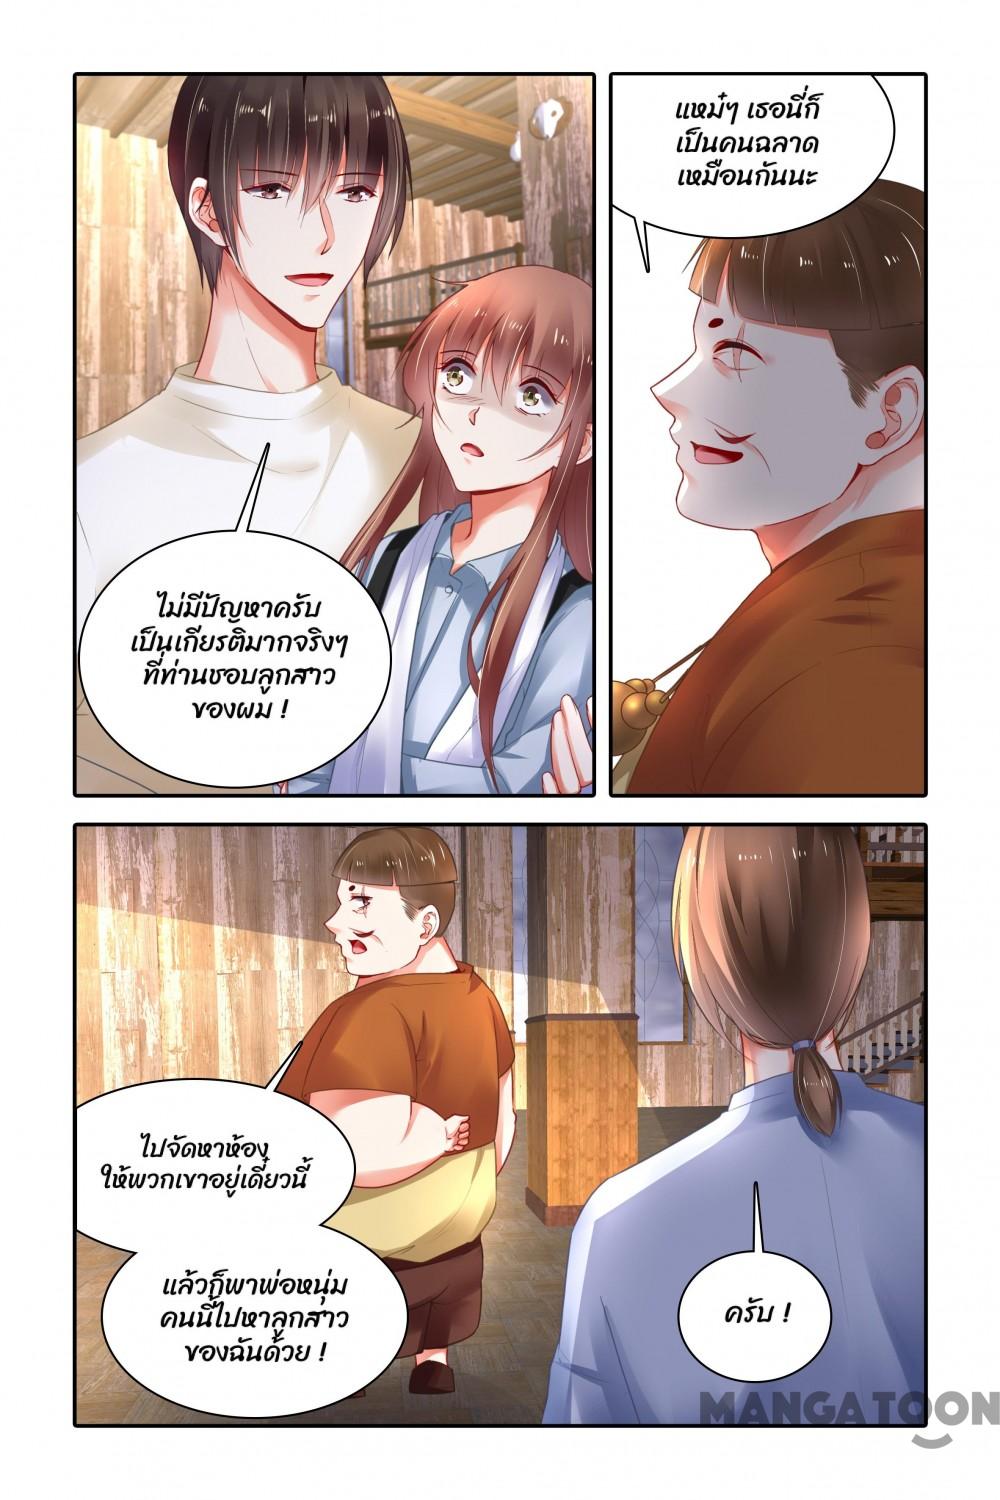 ไม่มีปัญหาครับ
เป็นเกียรติมากจริงๆ
ที่ท่านชอบลูกสาว
ของผม !
แหม๋ๆ เธอนี่ก็
เป็นคนฉลาด
เหมือนกันนะ
ไปจัดหาห้อง
ให้พวกเขาอยู่เดี๋ยวนี้
แล้วก็พาพ่อหนุ่ม
คนนี้ไปหาลูกสาว
ของฉันด้วย !
ครับ !
MANGATOON